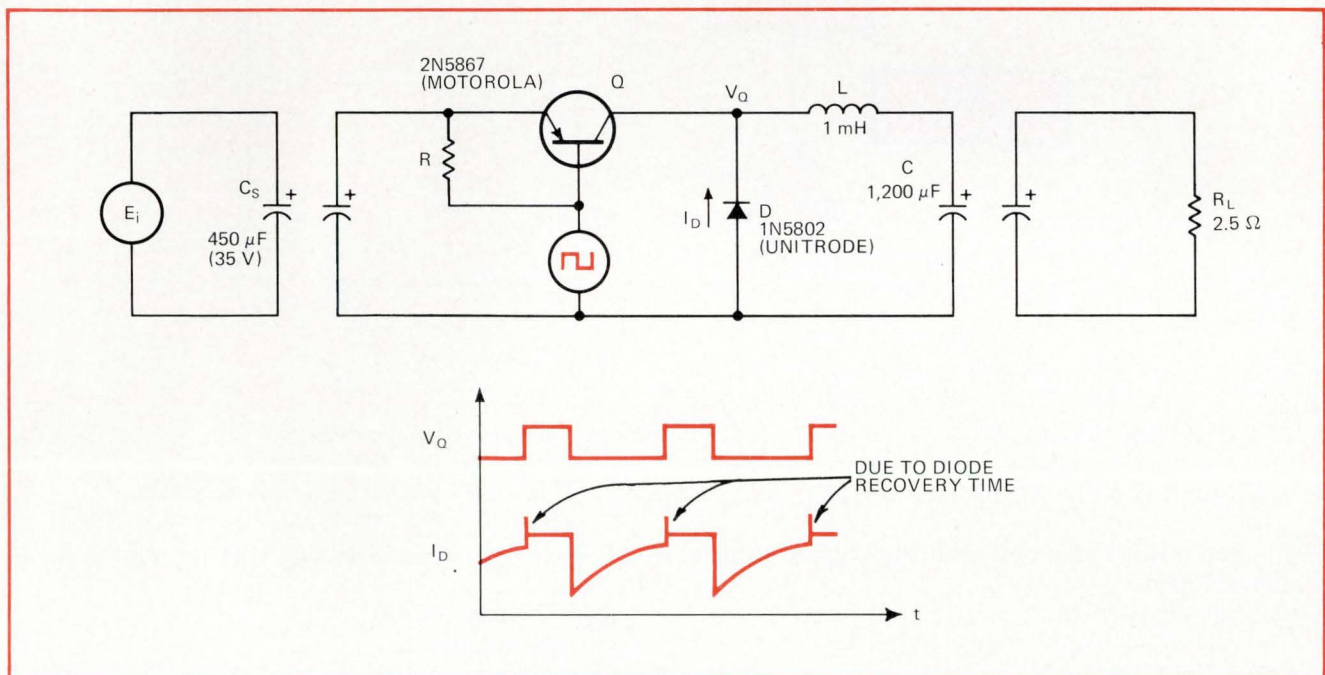 2N5867
(MOTOROLA)
Q
V_Q
L
1 mH
R
C_S
E_i
450 µF
(35 V)
+
+
I_D
D
1N5802
(UNITRODE)
C
1,200 µF
+
+
R_L
2.5 Ω
V_Q
DUE TO DIODE
RECOVERY TIME
I_D
t